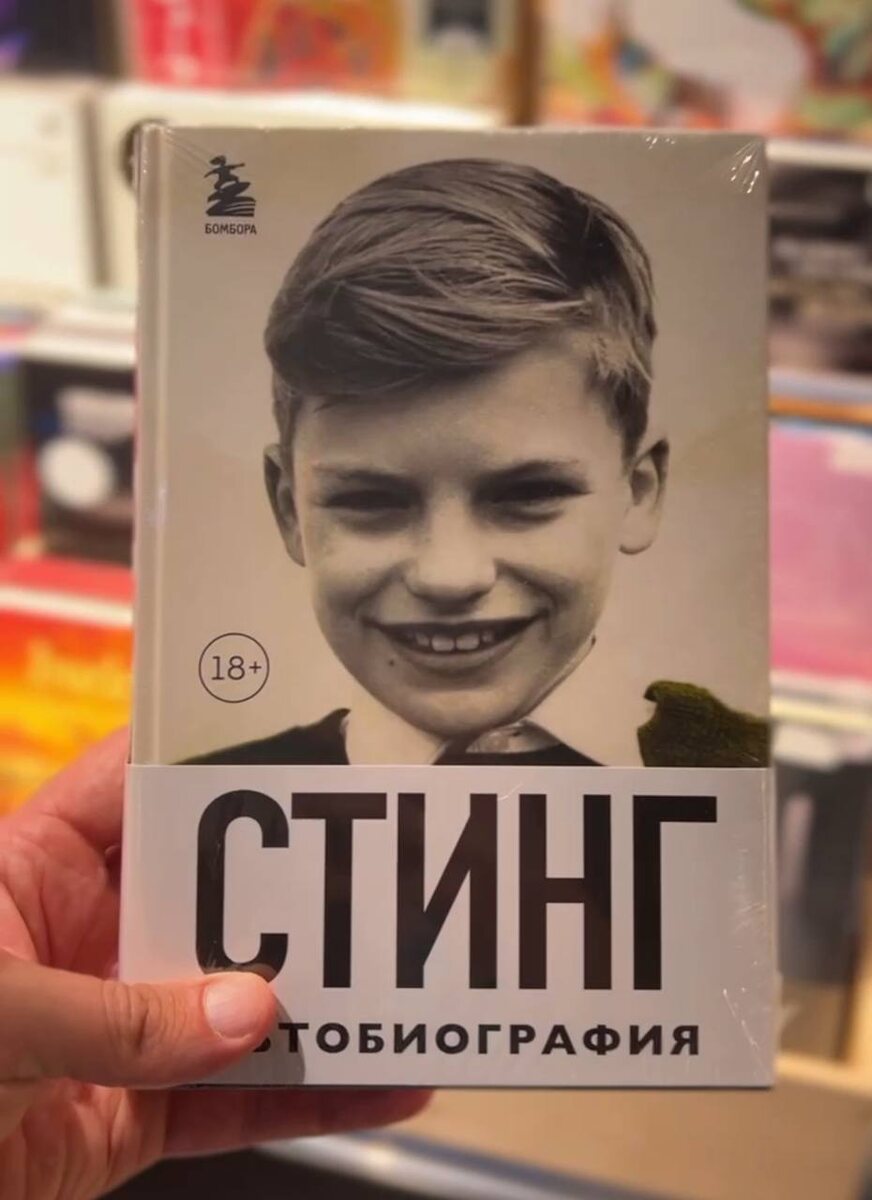 БОМБОРА
18+
СТИНГ
ВТОБИОГРАФИЯ